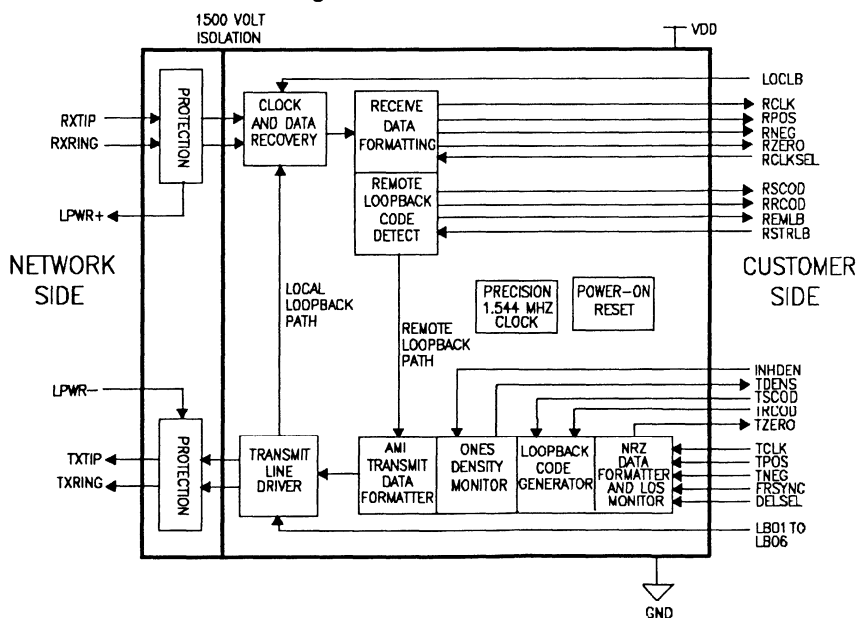 1500 VOLT
ISOLATION
VDD
PROTECTION
CLOCK
AND DATA
RECOVERY
RECEIVE
DATA
FORMATTING
REMOTE
LOOPBACK
CODE
DETECT
RXTIP
RXRING
LPWR+
LOCLB
RCLK
RPOS
RNEG
RZERO
RCLKSEL
RSCOD
RRCOD
REMLB
RSTRLB
NETWORK
SIDE
CUSTOMER
SIDE
LOCAL
LOOPBACK
PATH
REMOTE
LOOPBACK
PATH
PRECISION
1.544 MHZ
CLOCK
POWER-ON
RESET
LPWR-
TXTIP
TXRING
PROTECTION
TRANSMIT
LINE
DRIVER
AMI
TRANSMIT
DATA
FORMATTER
ONES
DENSITY
MONITOR
LOOPBACK
CODE
GENERATOR
NRZ
DATA
FORMATTER
AND LOS
MONITOR
INHDEN
TDENS
TSCOD
TRCOD
TZERO
TCLK
TPOS
TNEG
FRSYNC
DELSEL
LBO1 TO
LBO6
GND